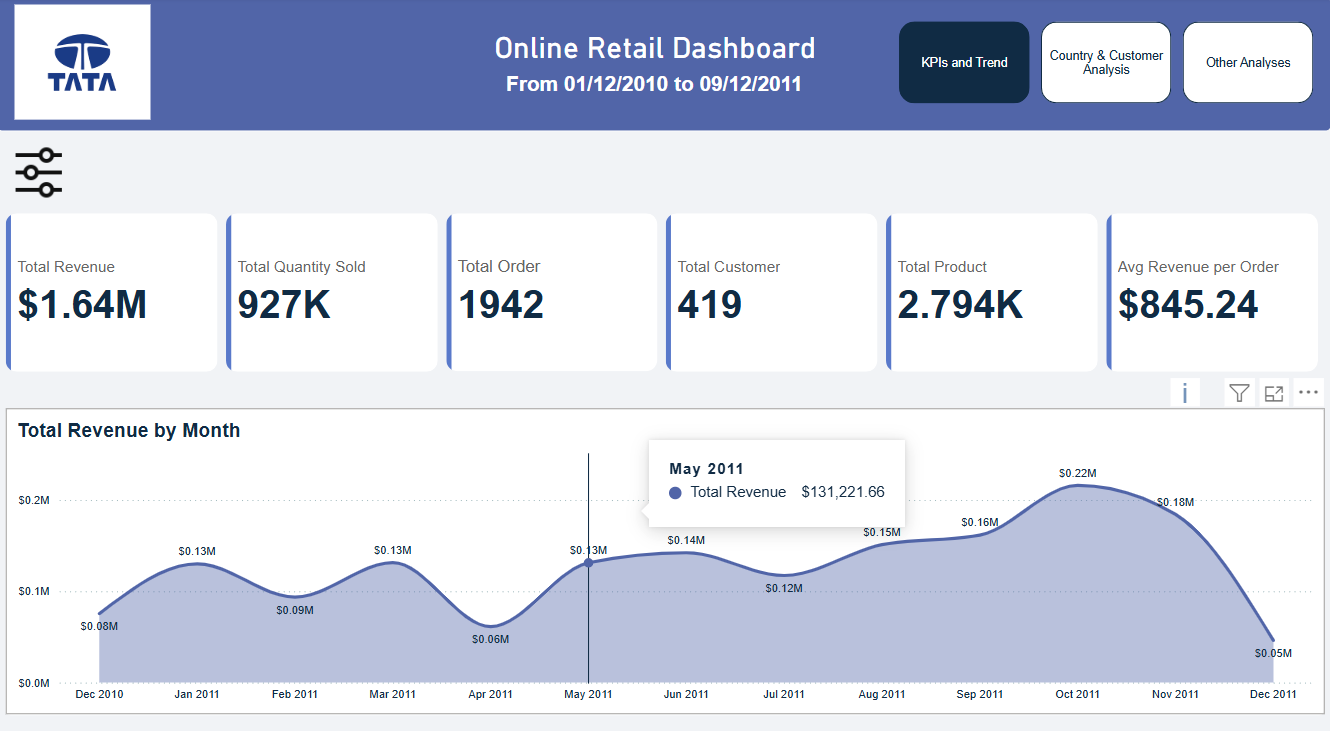 TATA
Online Retail Dashboard
From 01/12/2010 to 09/12/2011
KPIs and Trend
Country & Customer
Analysis
Other Analyses
Total Revenue
$1.64M
Total Quantity Sold
927K
Total Order
1942
Total Customer
419
Total Product
2.794K
Avg Revenue per Order
$845.24
Total Revenue by Month
May 2011
Total Revenue $131,221.66
$0.2M
$0.1M
$0.0M
$0.08M
$0.13M
$0.09M
$0.13M
$0.06M
$0.13M
$0.14M
$0.12M
$0.15M
$0.16M
$0.22M
$0.18M
$0.05M
Dec 2010
Jan 2011
Feb 2011
Mar 2011
Apr 2011
May 2011
Jun 2011
Jul 2011
Aug 2011
Sep 2011
Oct 2011
Nov 2011
Dec 2011